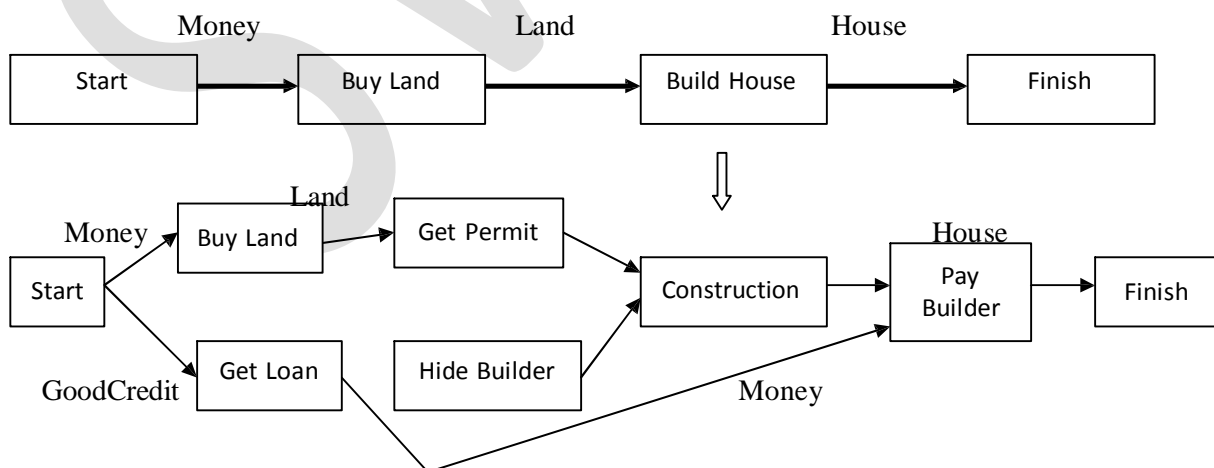 Money Land House
Start Buy Land Build House Finish
Land
Money Buy Land Get Permit House
Start Construction Pay
Builder Finish
GoodCredit Get Loan Hide Builder Money